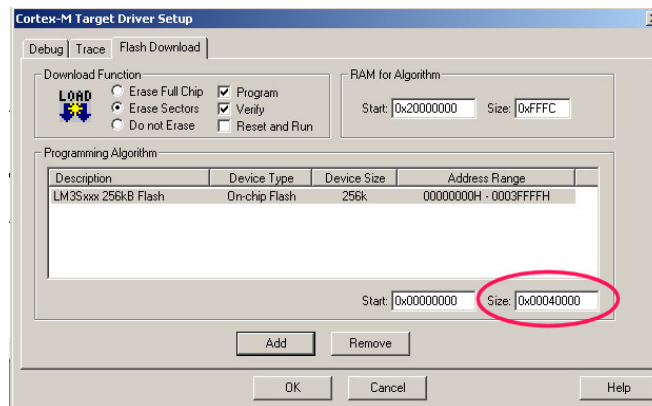 Cortex-M Target Driver Setup
Debug Trace Flash Download
Download Function
LOAD
Erase Full Chip
Erase Sectors
Do not Erase
Program
Verify
Reset and Run
RAM for Algorithm
Start: 0x20000000 Size: 0xFFFC
Programming Algorithm
Description Device Type Device Size Address Range
LM3Sxxx 256kB Flash On-chip Flash 256k 00000000H - 0003FFFFH
Start: 0x00000000 Size: 0x00040000
Add Remove
OK Cancel Help